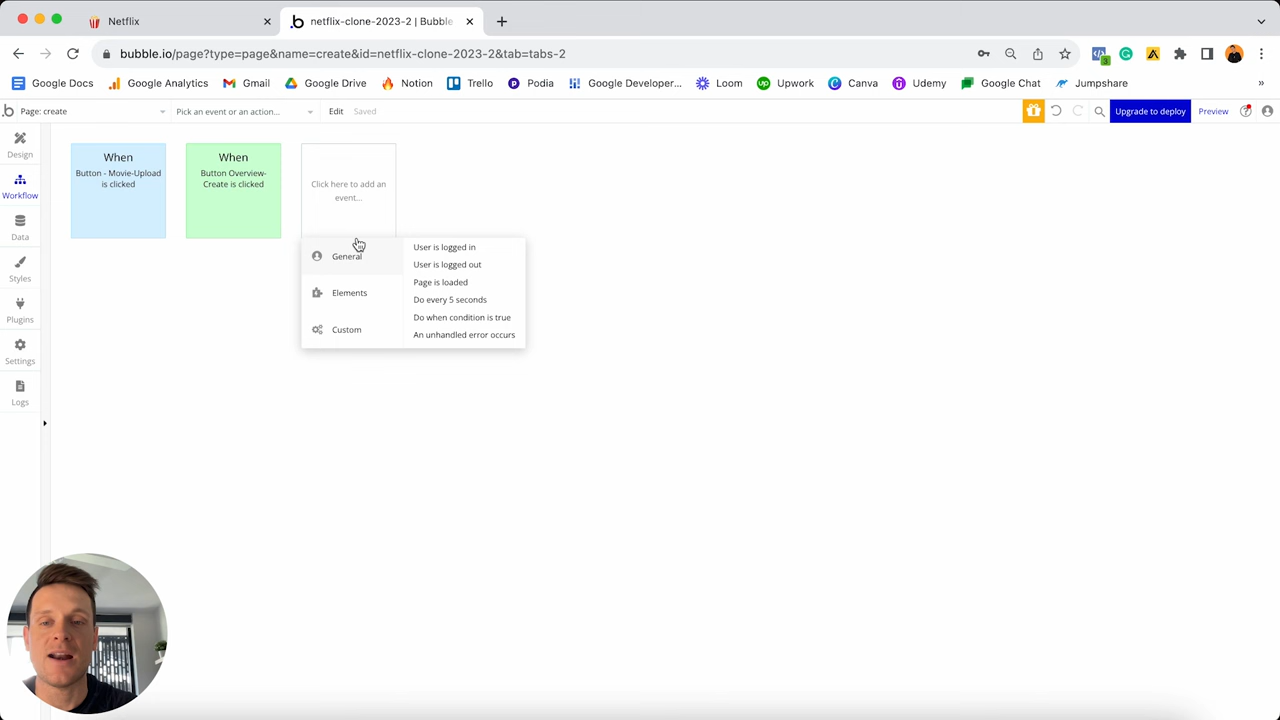 Netflix
netflix-clone-2023-2 | Bubble
bubble.io/page?type=page&name=create&id=netflix-clone-2023-2&tab=tabs-2
3
Google Docs
Google Analytics
Gmail
Google Drive
Notion
Trello
Podia
Google Developer...
Loom
Upwork
Canva
Udemy
Google Chat
Jumpshare
»
Page: create
Pick an event or an action...
Edit
Saved
Upgrade to deploy
Preview
Design
Workflow
Data
Styles
Plugins
Settings
Logs
When
Button - Movie-Upload
is clicked
When
Button Overview-
Create is clicked
Click here to add an
event...
General
Elements
Custom
User is logged in
User is logged out
Page is loaded
Do every 5 seconds
Do when condition is true
An unhandled error occurs